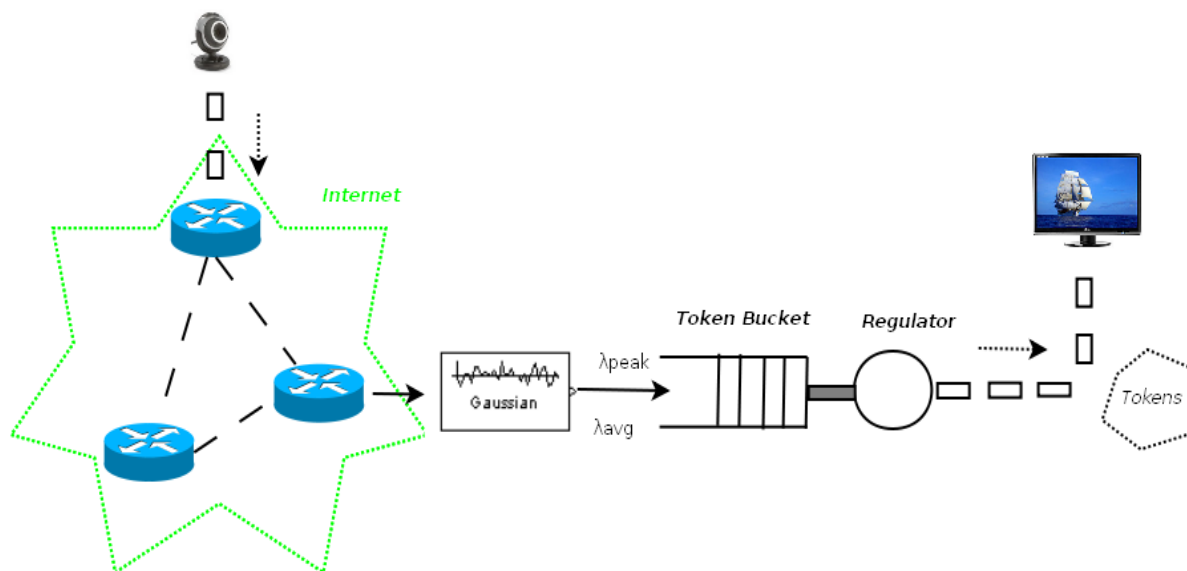 Internet
Token Bucket
Regulator
λpeak
Gaussian
λavg
Tokens